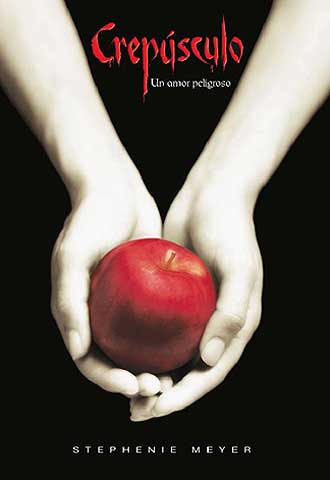 Crepúsculo
Un amor peligroso
STEPHENIE MEYER